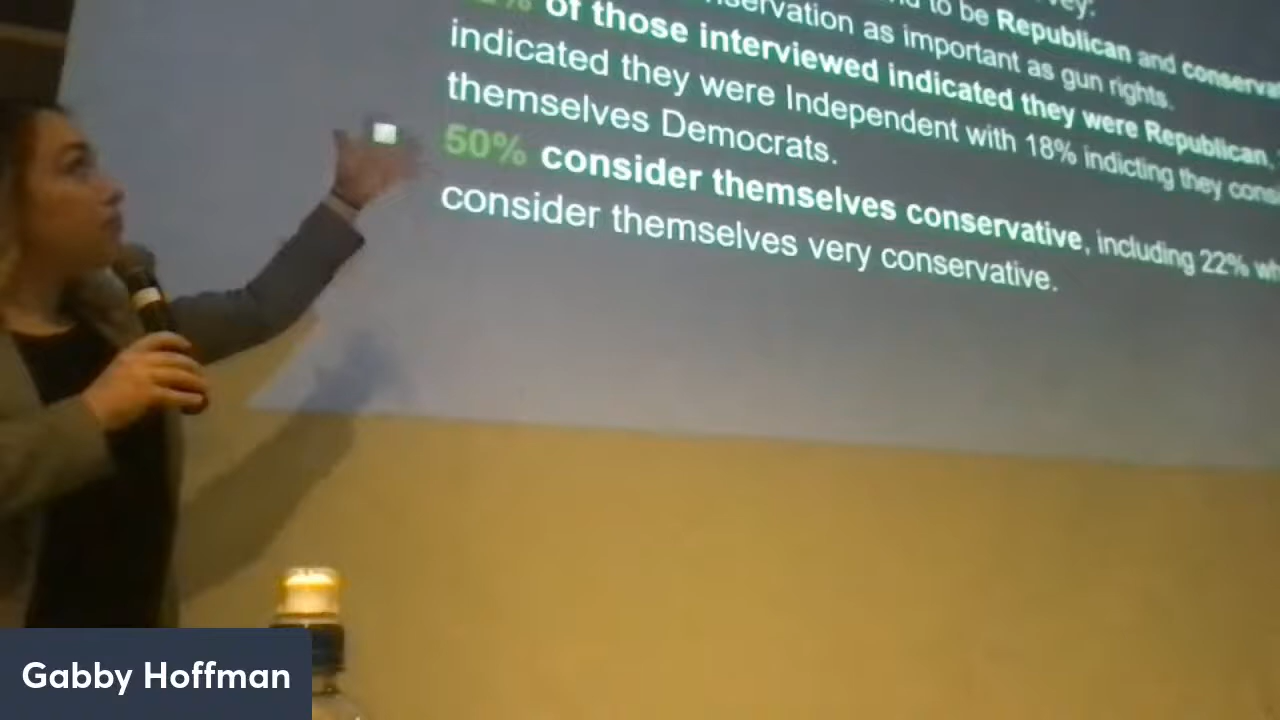 vey:
to be Republican and conserva
servation as important as gun rights.
% of those interviewed indicated they were Republican,
indicated they were Independent with 18% indicting they cons
themselves Democrats.
50% consider themselves conservative, including 22% wh
consider themselves very conservative.
Gabby Hoffman